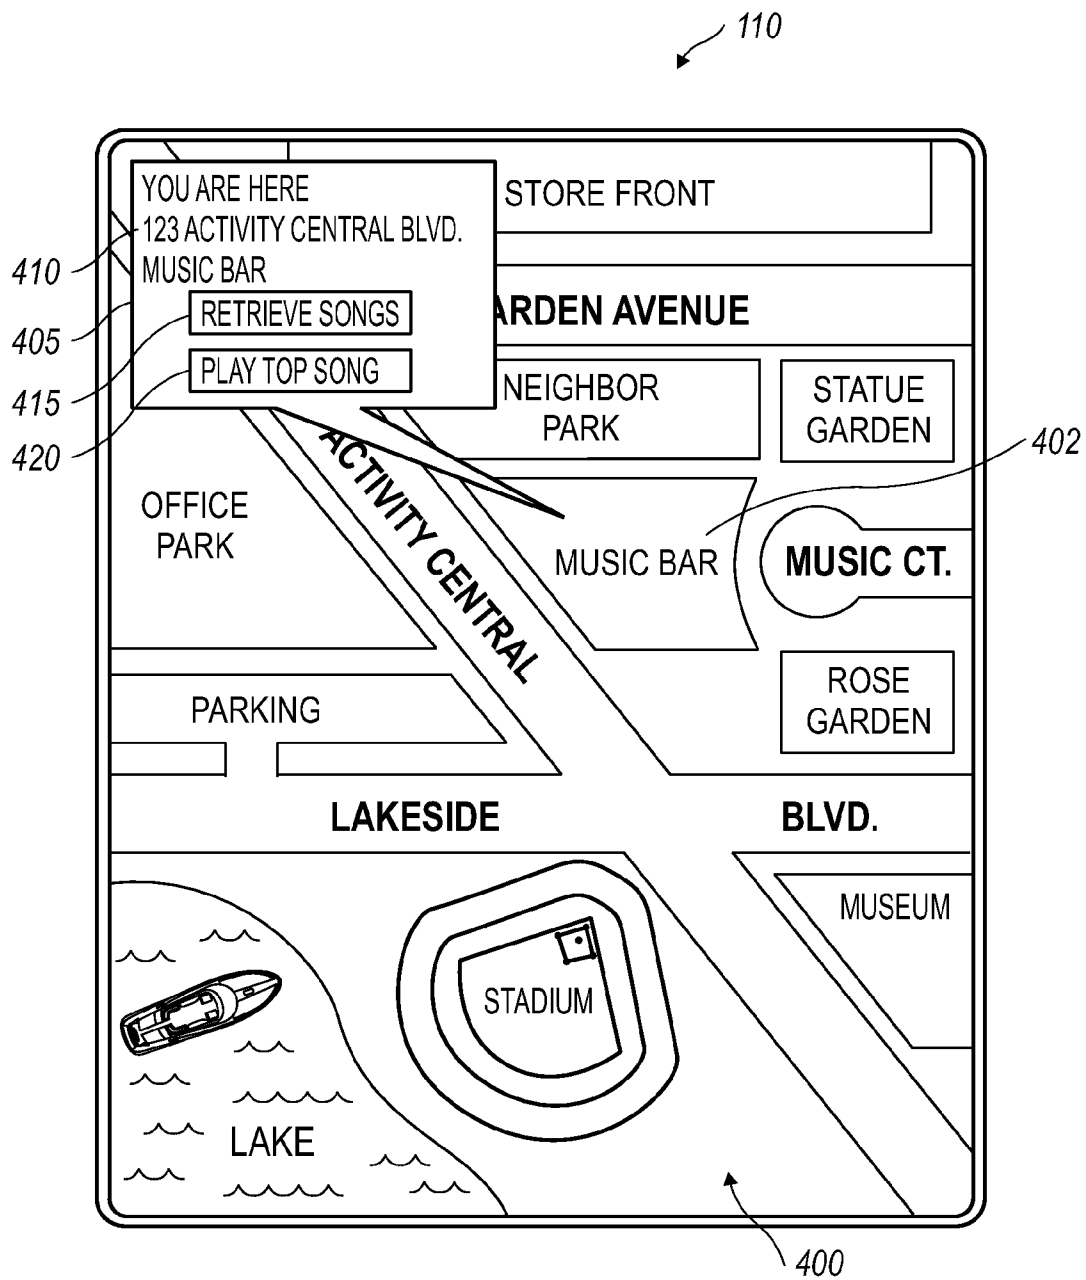 110
YOU ARE HERE
123 ACTIVITY CENTRAL BLVD.
MUSIC BAR
RETRIEVE SONGS
PLAY TOP SONG
410
405
415
420
STORE FRONT
ARDEN AVENUE
NEIGHBOR
PARK
STATUE
GARDEN
402
ACTIVITY CENTRAL
OFFICE
PARK
MUSIC BAR
MUSIC CT.
ROSE
GARDEN
PARKING
LAKESIDE BLVD.
MUSEUM
STADIUM
LAKE
400